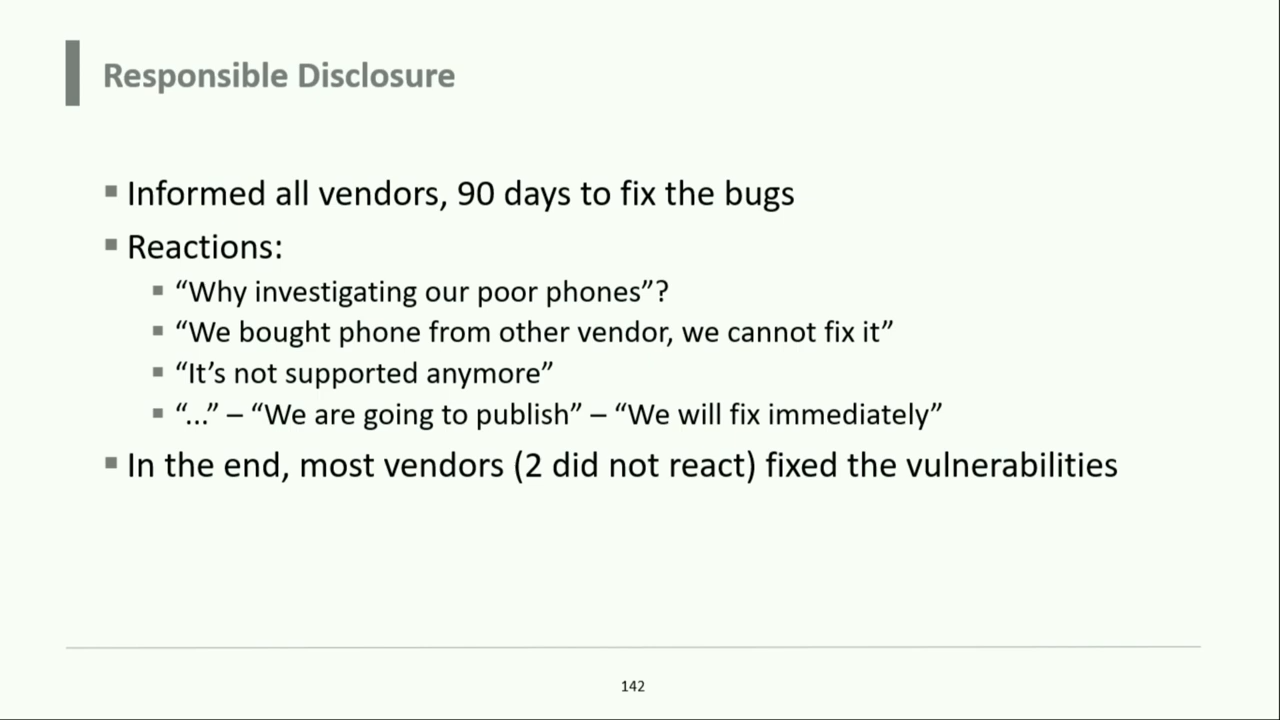 Responsible Disclosure
Informed all vendors, 90 days to fix the bugs
Reactions:
“Why investigating our poor phones”?
“We bought phone from other vendor, we cannot fix it”
“It’s not supported anymore”
“...” – “We are going to publish” – “We will fix immediately”
In the end, most vendors (2 did not react) fixed the vulnerabilities
142